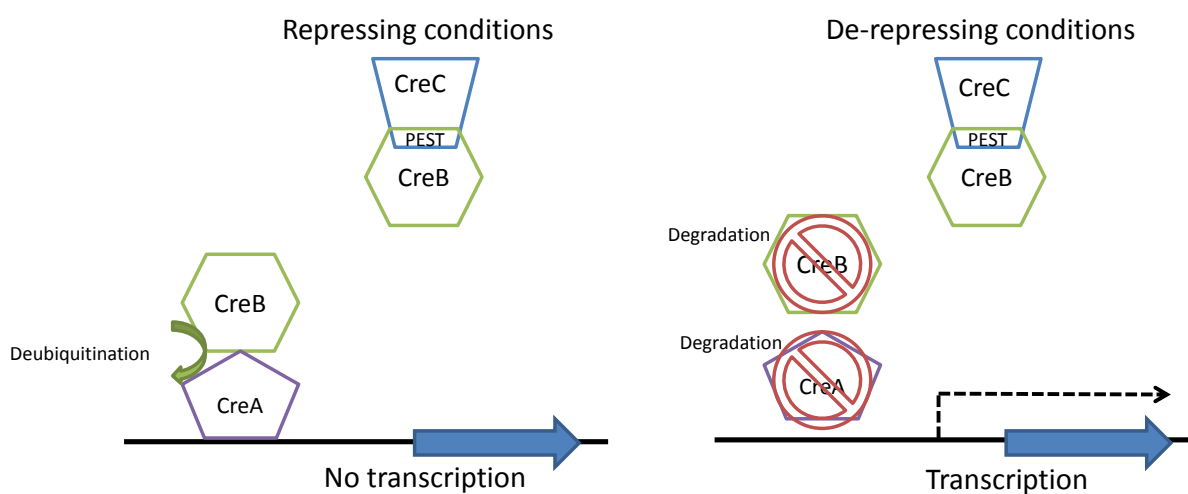 Repressing conditions
CreC
PEST
CreB
CreB
Deubiquitination
CreA
No transcription
De-repressing conditions
CreC
PEST
CreB
Degradation
CreB
Degradation
CreA
Transcription